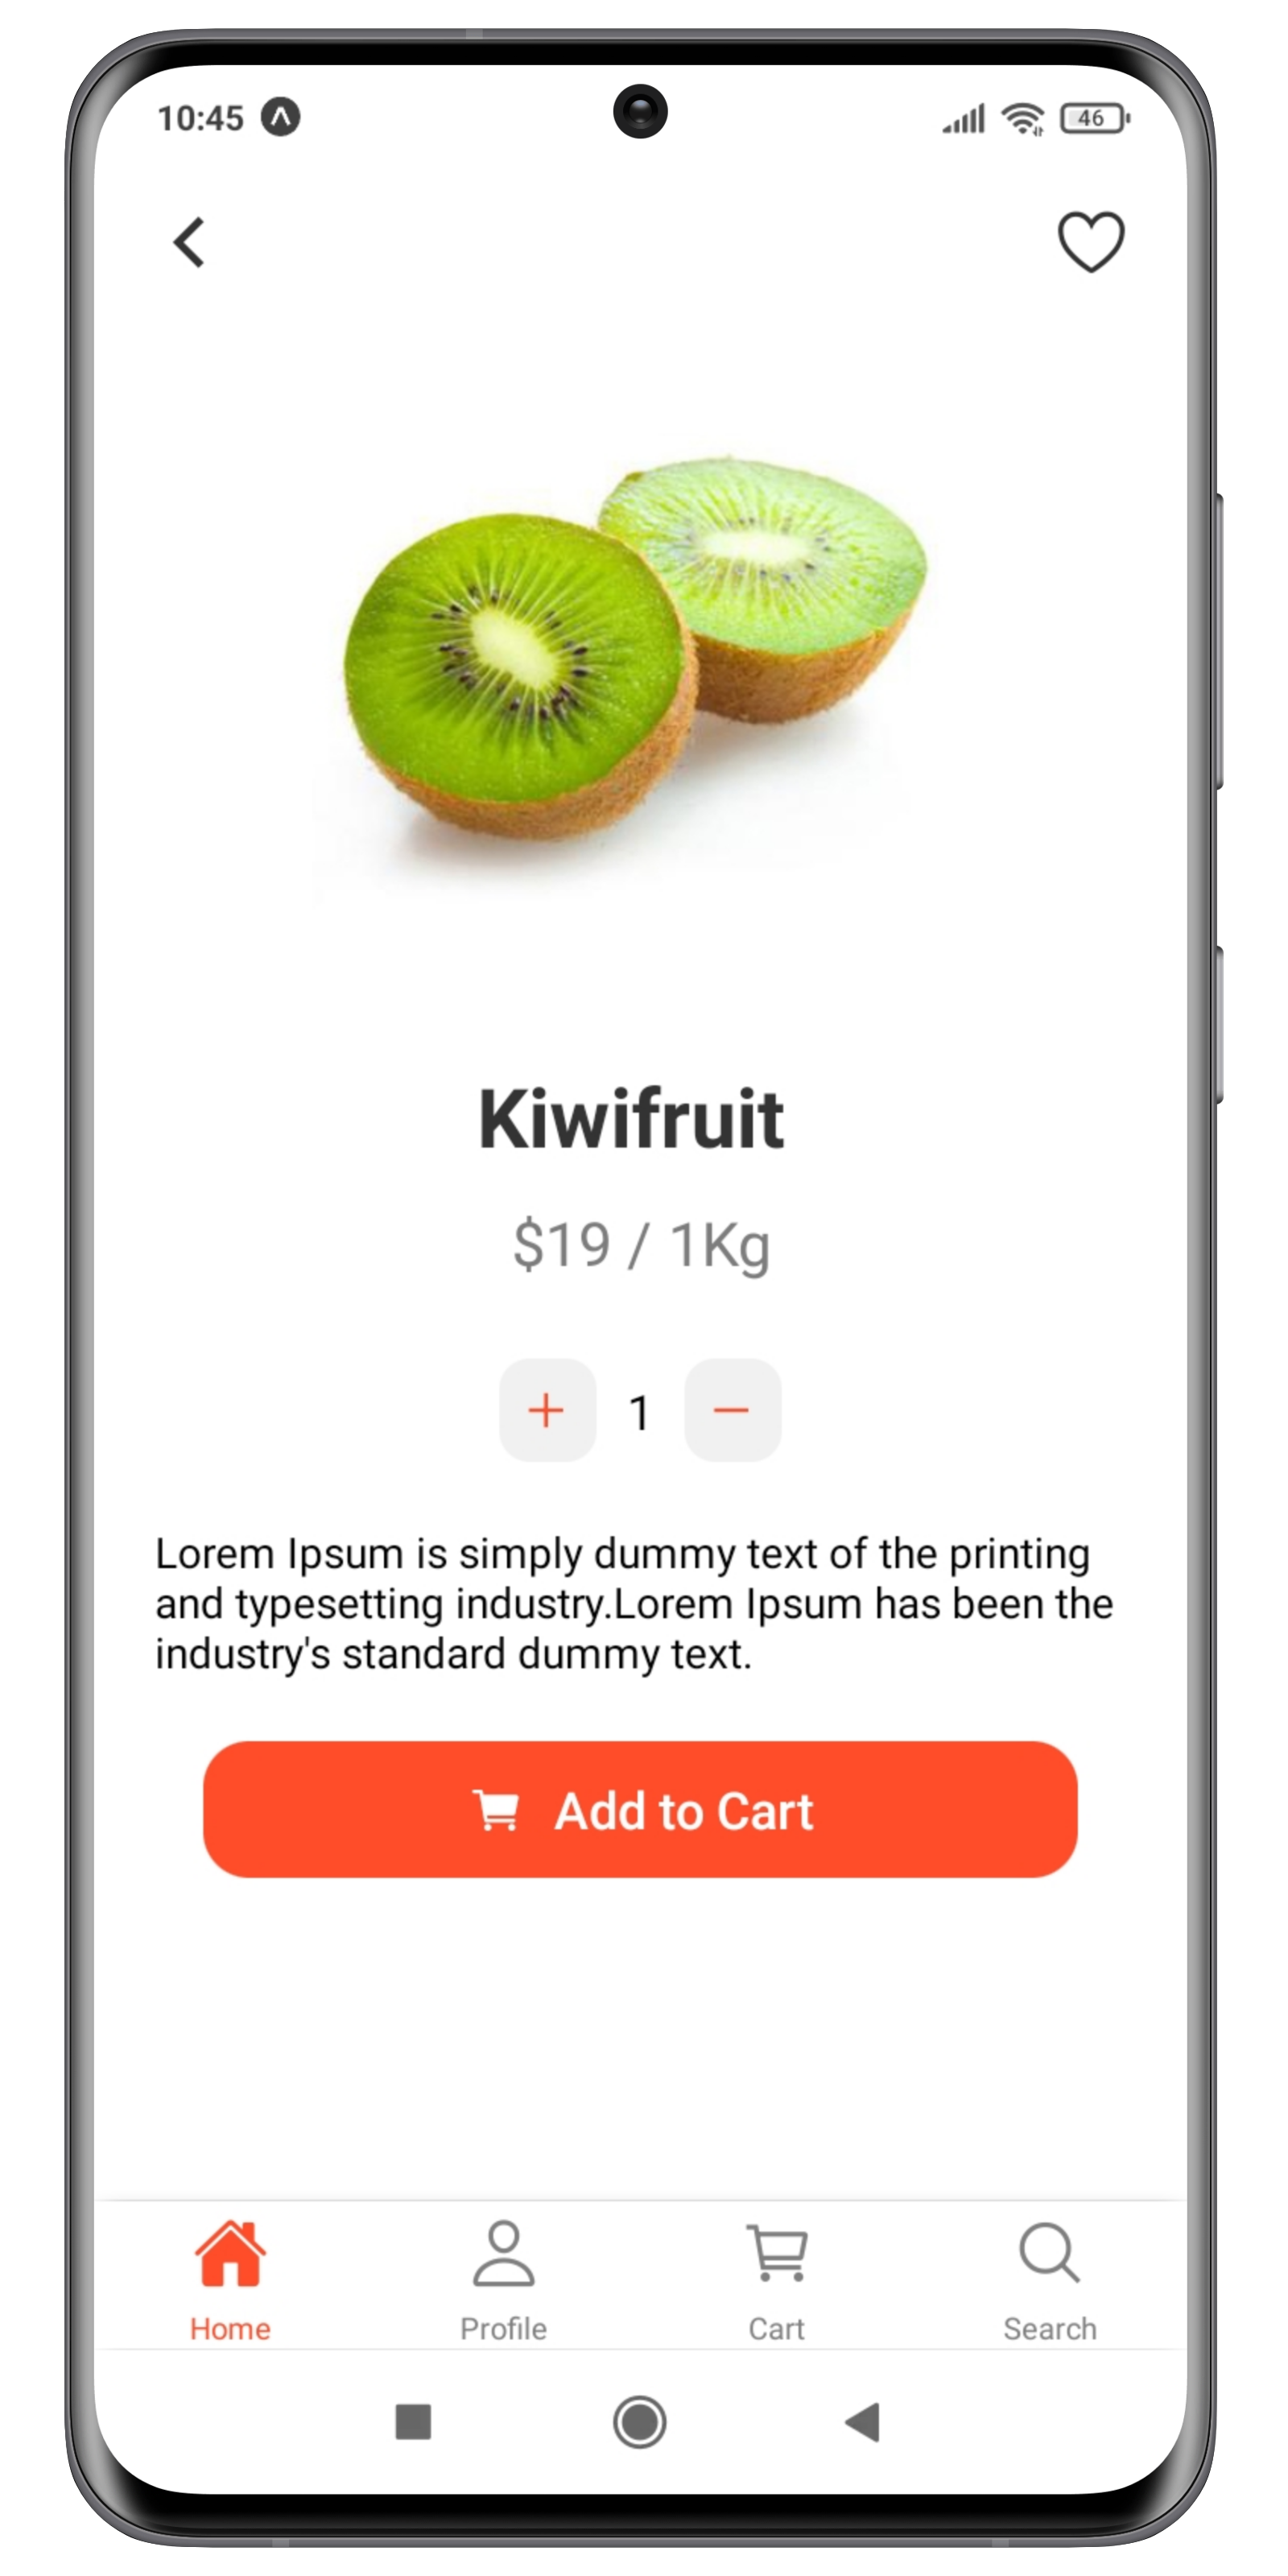 10:45
46
Kiwifruit
$19 / 1Kg
+ 1 −
Lorem Ipsum is simply dummy text of the printing
and typesetting industry.Lorem Ipsum has been the
industry's standard dummy text.
Add to Cart
Home Profile Cart Search